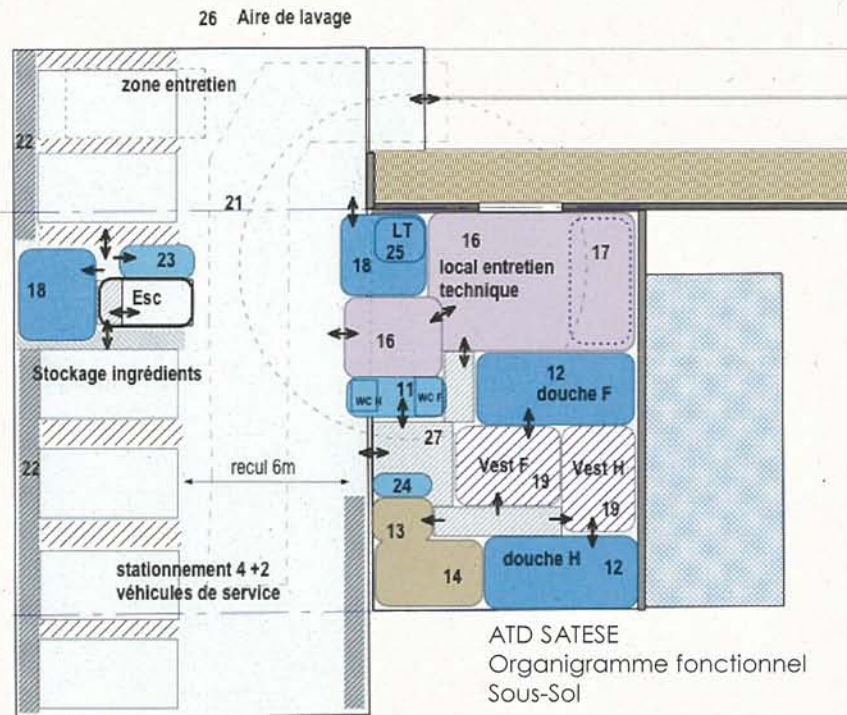 26 Aire de lavage
zone entretien
22
21
LT
25
18
16
local entretien
technique
17
23
18
Esc
16
Stockage ingrédients
12
douche F
11
WC H
WC F
27
Vest F
19
Vest H
19
22
recul 6m
24
13
14
stationnement 4 +2
véhicules de service
douche H
12
ATD SATESE
Organigramme fonctionnel
Sous-Sol